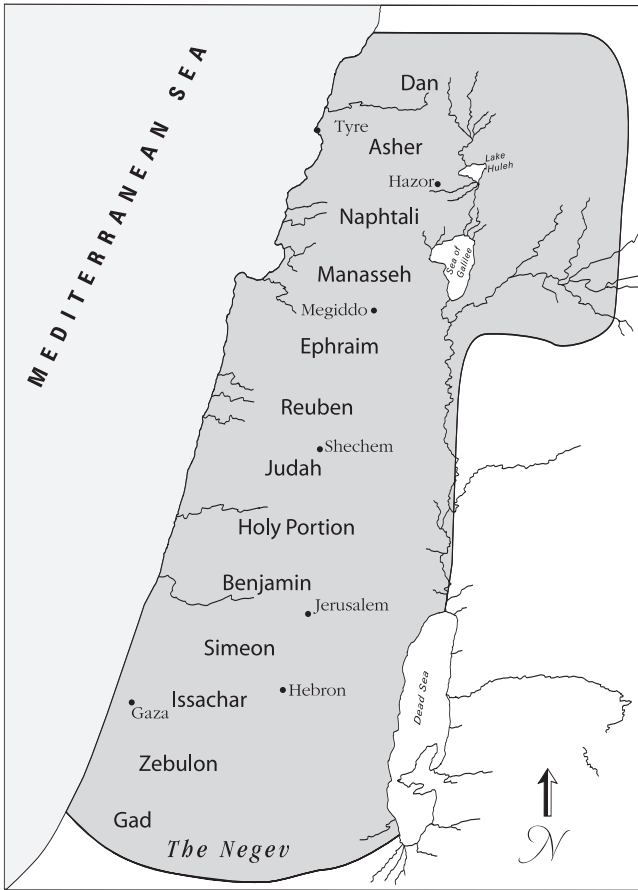 MEDITERRANEAN SEA
Dan
Tyre
Asher
Lake
Huleh
Hazor
Naphtali
Sea of
Galilee
Manasseh
Megiddo
Ephraim
Reuben
Shechem
Judah
Holy Portion
Benjamin
Jerusalem
Simeon
Dead Sea
Hebron
Issachar
Gaza
Zebulon
Gad
The Negev
N